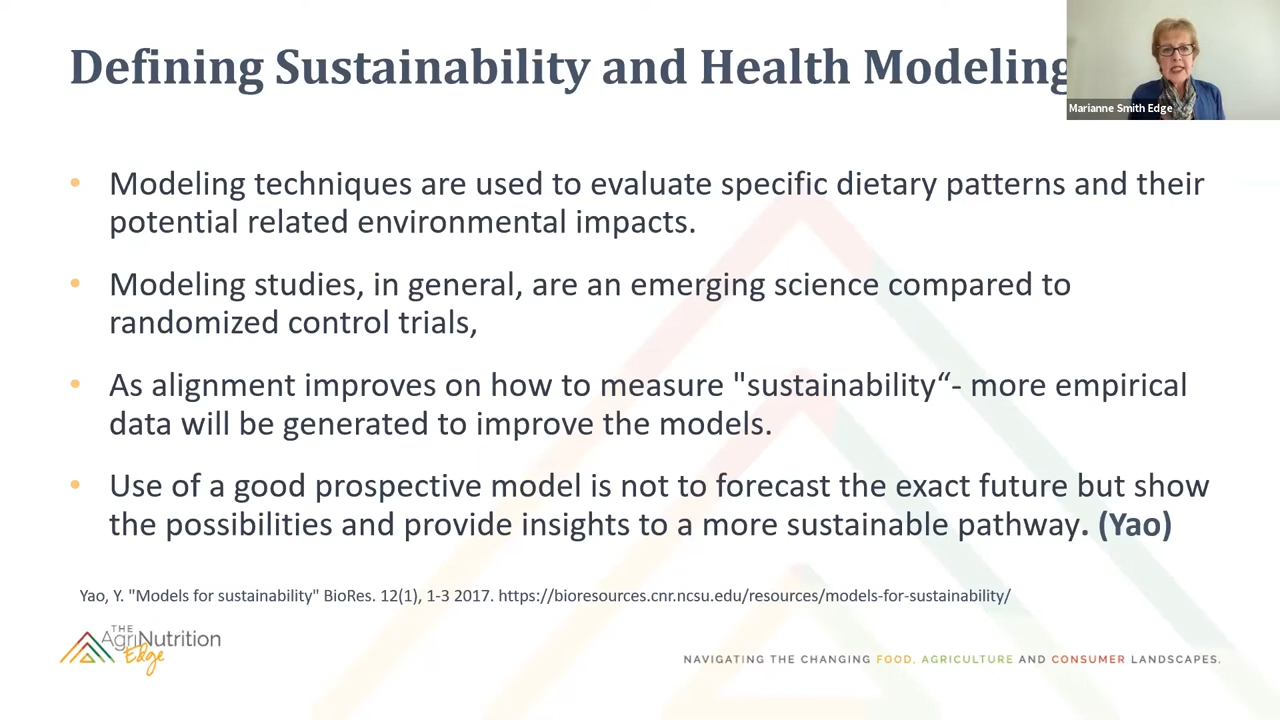 Defining Sustainability and Health Modeling
Marianne Smith Edge
• Modeling techniques are used to evaluate specific dietary patterns and their
potential related environmental impacts.
• Modeling studies, in general, are an emerging science compared to
randomized control trials,
• As alignment improves on how to measure "sustainability“- more empirical
data will be generated to improve the models.
• Use of a good prospective model is not to forecast the exact future but show
the possibilities and provide insights to a more sustainable pathway. (Yao)
Yao, Y. "Models for sustainability" BioRes. 12(1), 1-3 2017. https://bioresources.cnr.ncsu.edu/resources/models-for-sustainability/
THE
AgriNutrition
Edge
NAVIGATING THE CHANGING FOOD, AGRICULTURE AND CONSUMER LANDSCAPES.